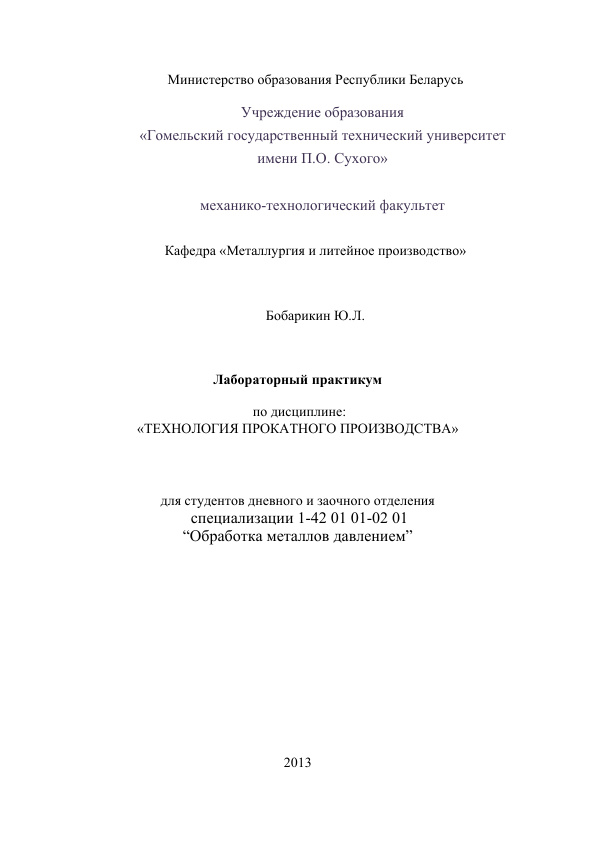 Министерство образования Республики Беларусь
Учреждение образования
«Гомельский государственный технический университет
имени П.О. Сухого»
механико-технологический факультет
Кафедра «Металлургия и литейное производство»
Бобарикин Ю.Л.
Лабораторный практикум
по дисциплине:
«ТЕХНОЛОГИЯ ПРОКАТНОГО ПРОИЗВОДСТВА»
для студентов дневного и заочного отделения
специализации 1-42 01 01-02 01
“Обработка металлов давлением”
2013